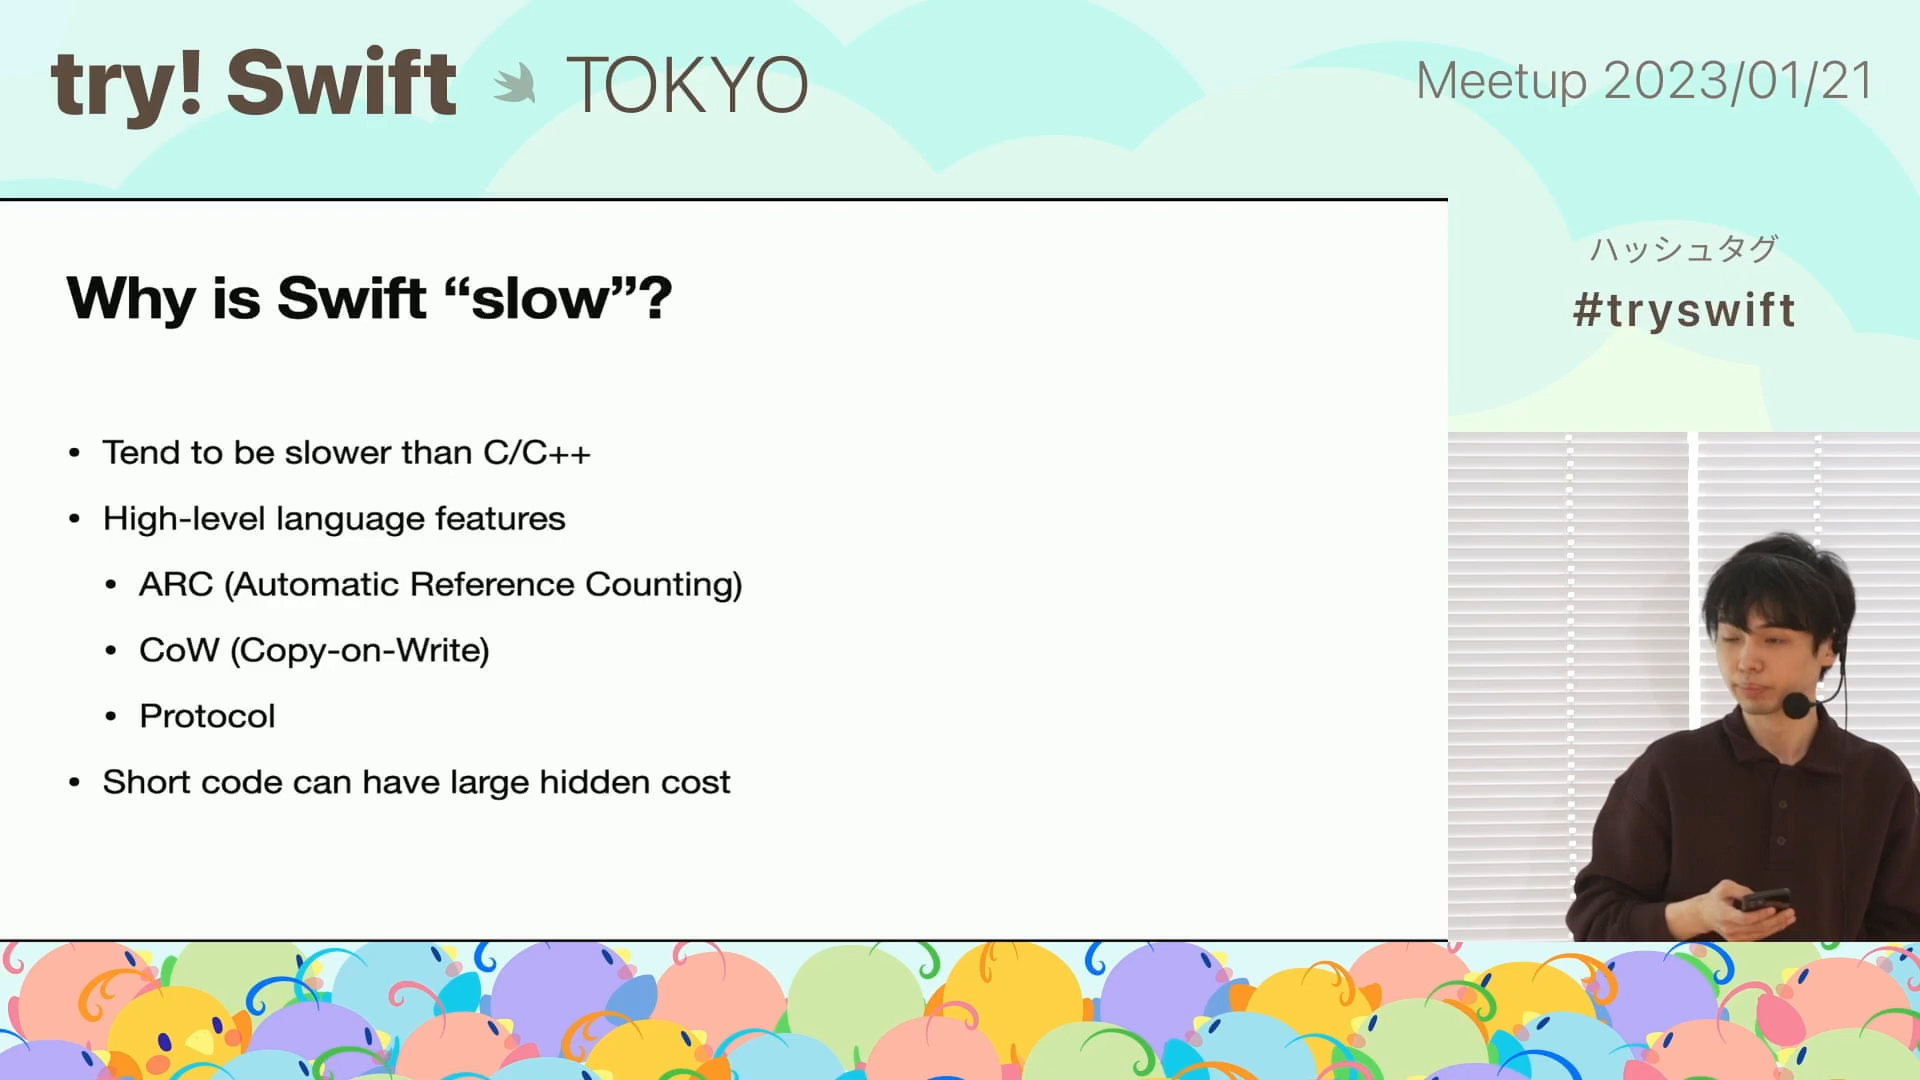 try! Swift TOKYO
Meetup 2023/01/21
Why is Swift “slow”?
• Tend to be slower than C/C++
• High-level language features
• ARC (Automatic Reference Counting)
• CoW (Copy-on-Write)
• Protocol
• Short code can have large hidden cost
ハッシュタグ
#tryswift